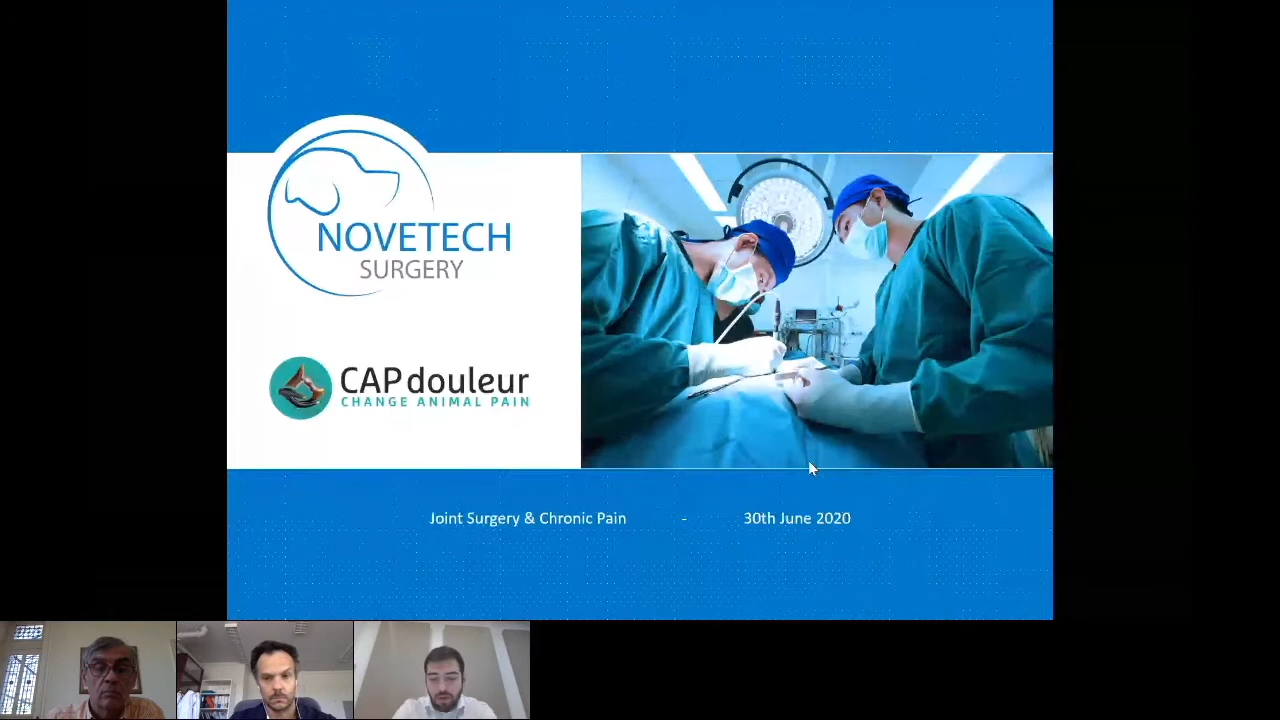 NOVETECH
SURGERY
CAPdouleur
CHANGE ANIMAL PAIN
Joint Surgery & Chronic Pain - 30th June 2020